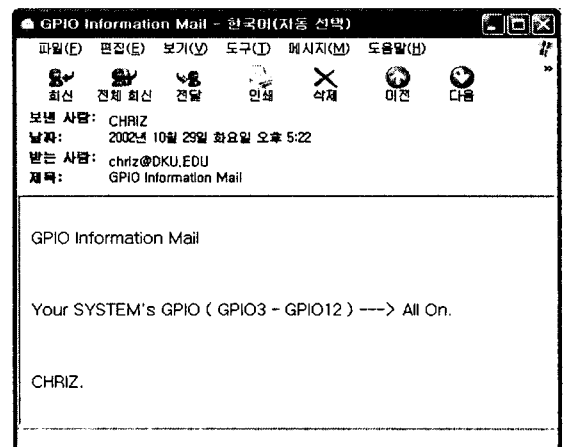 GPIO Information Mail - 한국어(자동 선택)
파일(F) 편집(E) 보기(V) 도구(T) 메시지(M) 도움말(H)
회신 전체 회신 전달 인쇄 삭제 이전 다음
보낸 사람: CHRIZ
날짜: 2002년 10월 29일 화요일 오후 5:22
받는 사람: chriz@DKU.EDU
제목: GPIO Information Mail
GPIO Information Mail
Your SYSTEM's GPIO ( GPIO3 - GPIO12 ) ---> All On.
CHRIZ.